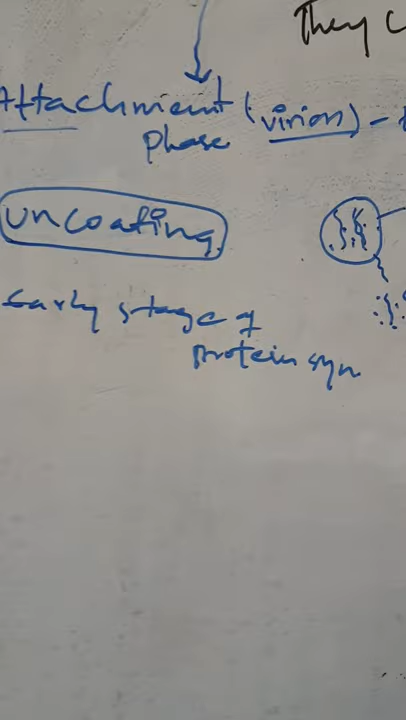 They c
Attachment (virion) -
phase
uncoating
Early stage of
protein syn